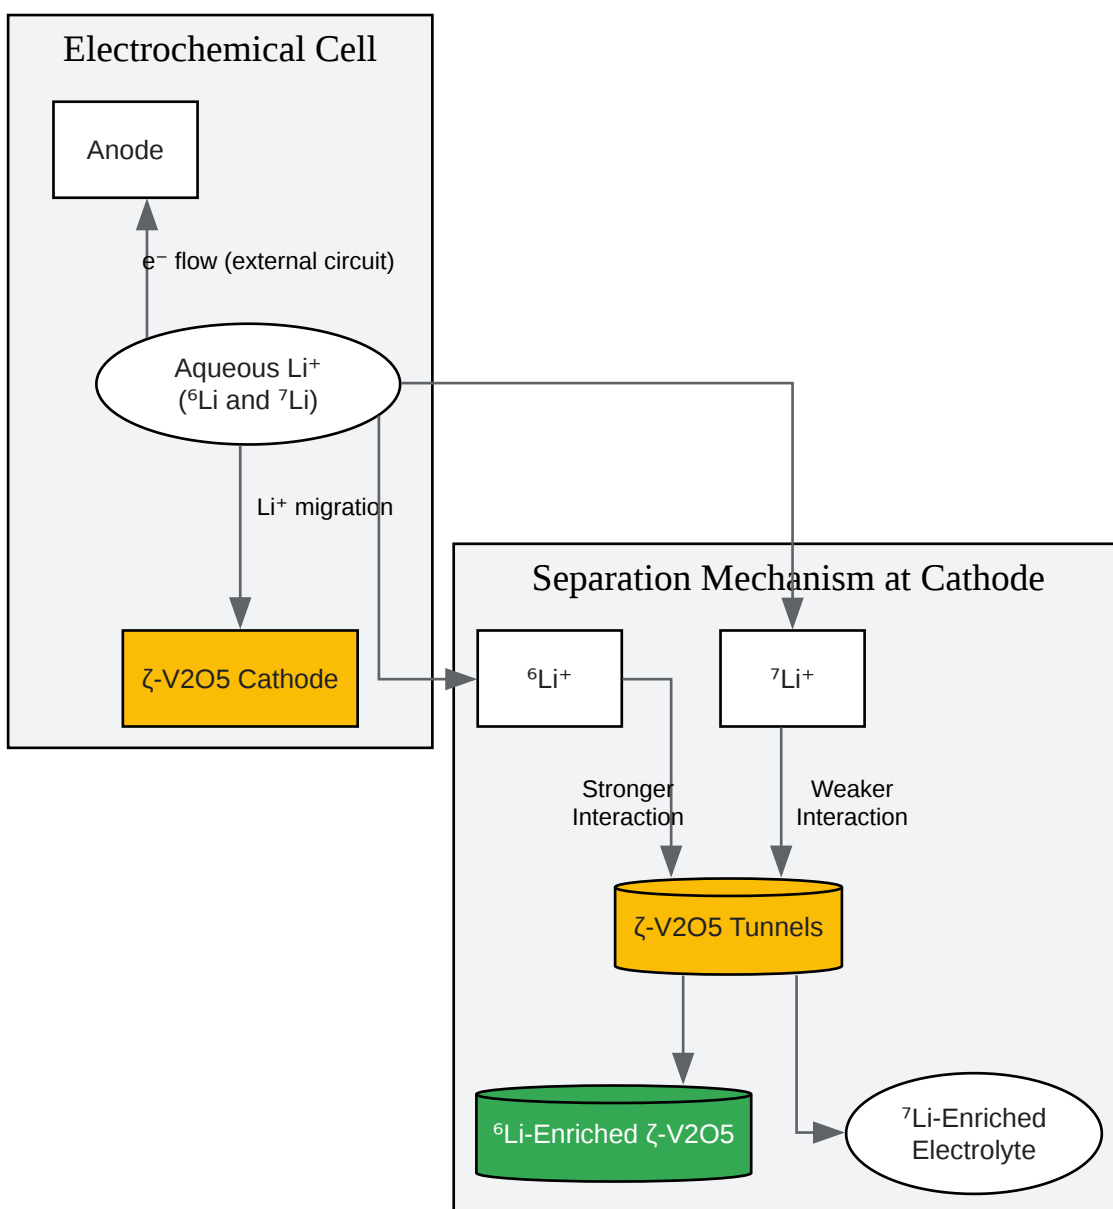 Electrochemical Cell
Anode
e⁻ flow (external circuit)
Aqueous Li⁺
(⁶Li and ⁷Li)
Li⁺ migration
ζ-V2O5 Cathode
Separation Mechanism at Cathode
⁶Li⁺
⁷Li⁺
Stronger
Interaction
Weaker
Interaction
ζ-V2O5 Tunnels
⁶Li-Enriched ζ-V2O5
⁷Li-Enriched
Electrolyte